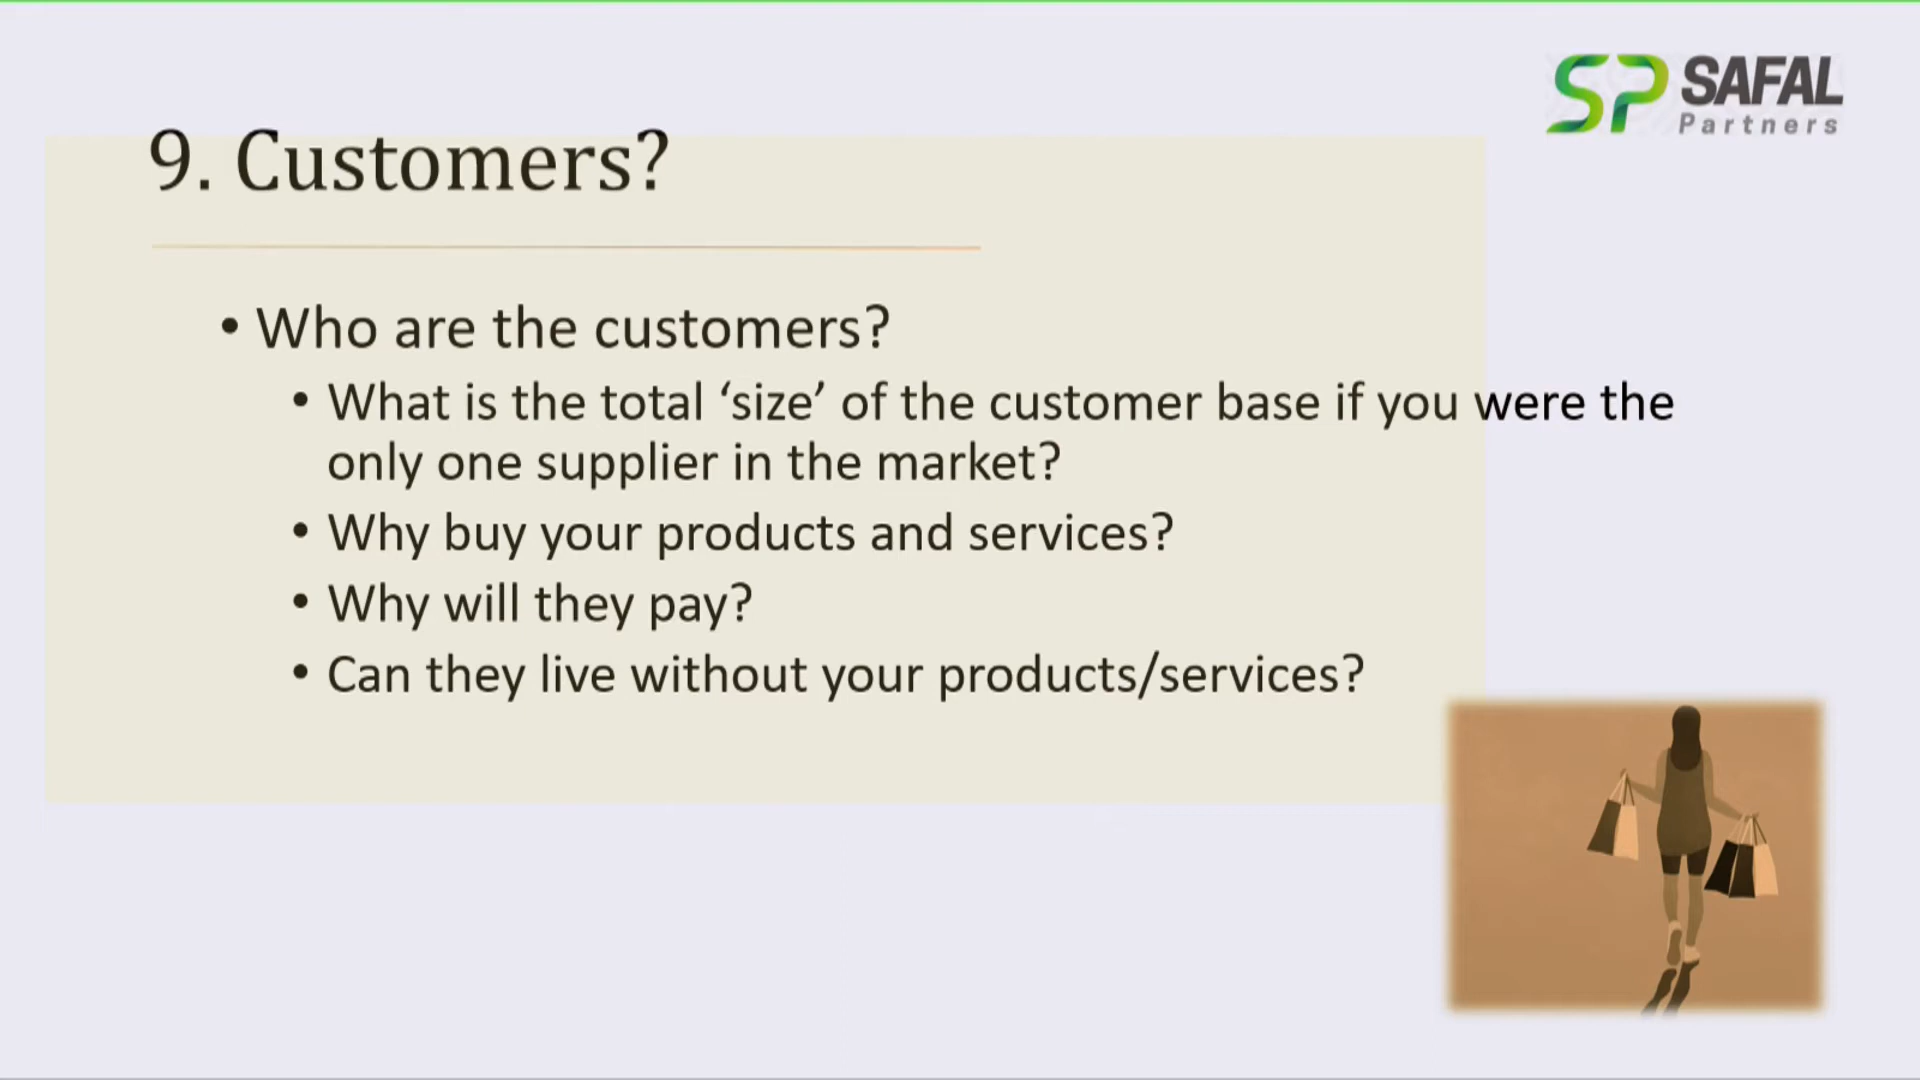 SP SAFAL
Partners
9. Customers?
• Who are the customers?
• What is the total ‘size’ of the customer base if you were the
only one supplier in the market?
• Why buy your products and services?
• Why will they pay?
• Can they live without your products/services?